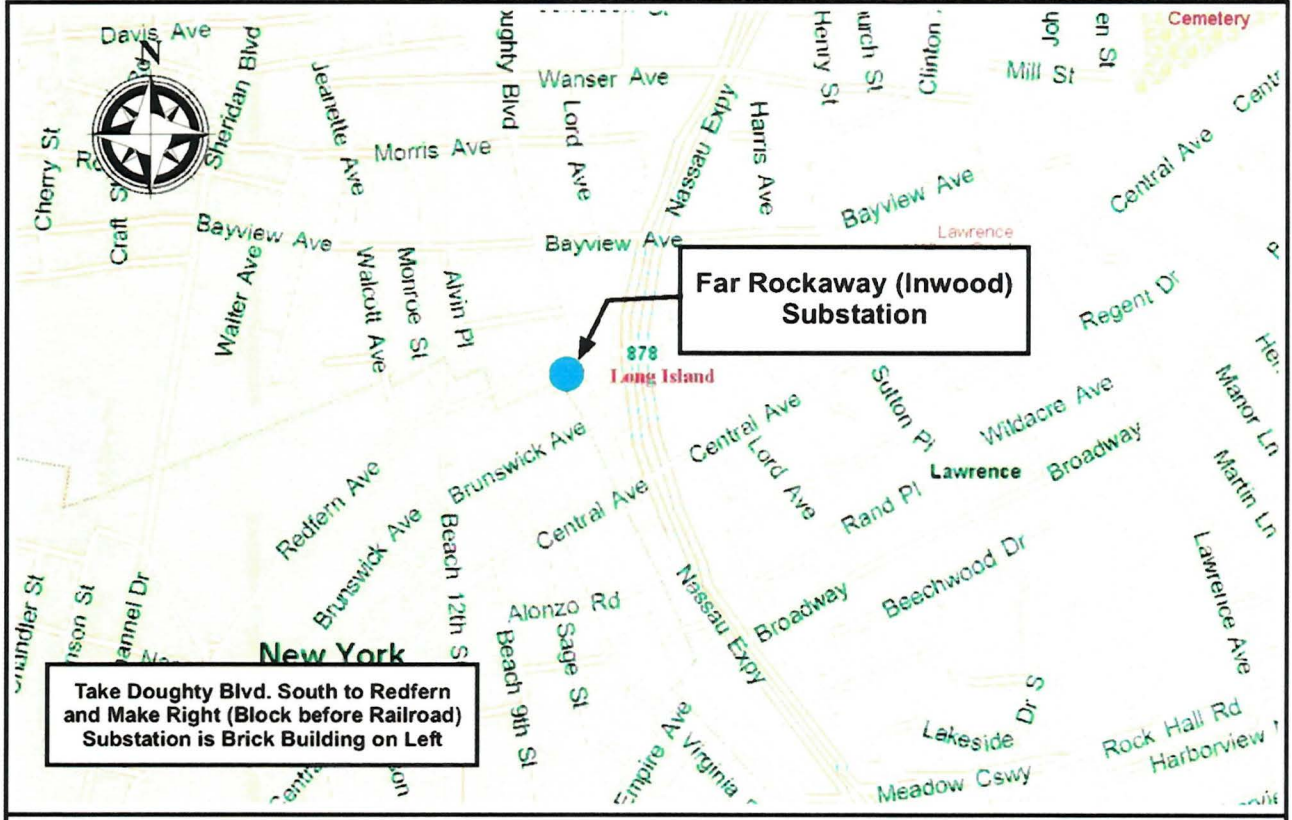 Davis Ave
N
Sheridan Blvd
Jeanette Ave
Wanser Ave
Lord Ave
Nassau Expy
Harris Ave
Henry St
Clinton
Mill St
Cemetery
Central Ave
Cherry St
Craft St
Morris Ave
Bayview Ave
Bayview Ave
Bayview Ave
Lawrence
Walter Ave
Walcott Ave
Monroe St
Alvin Pl
Far Rockaway (Inwood)
Substation
Regent Dr
878
Long Island
Sutton Pl
Wildacre Ave
Manor Ln
Central Ave
Lord Ave
Brunswick Ave
Lawrence
Broadway
Martin Ln
Redfern Ave
Central Ave
Rand Pl
Brunswick Ave
Beach 12th S
Beechwood Dr
Lawrence Ave
Alonzo Rd
Nassau Expy
Broadway
New York
Sage St
Beach 9th St
Take Doughty Blvd. South to Redfern
and Make Right (Block before Railroad)
Substation is Brick Building on Left
Empire Ave
Virginia
Lakeside Dr S
Rock Hall Rd
Harborview
Meadow Cswy